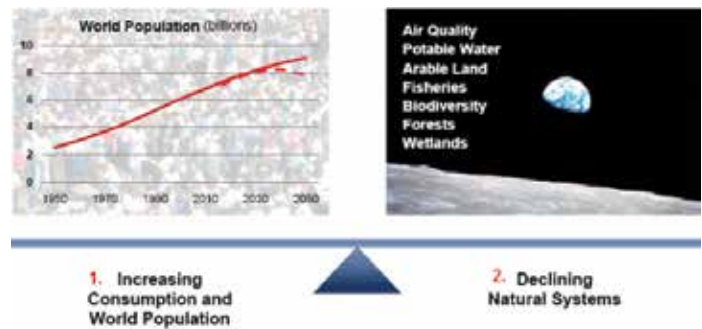 World Population (billions)
10
8
6
4
2
0
1950 1970 1990 2010 2030 2050
Air Quality
Potable Water
Arable Land
Fisheries
Biodiversity
Forests
Wetlands
1. Increasing
Consumption and
World Population
2. Declining
Natural Systems